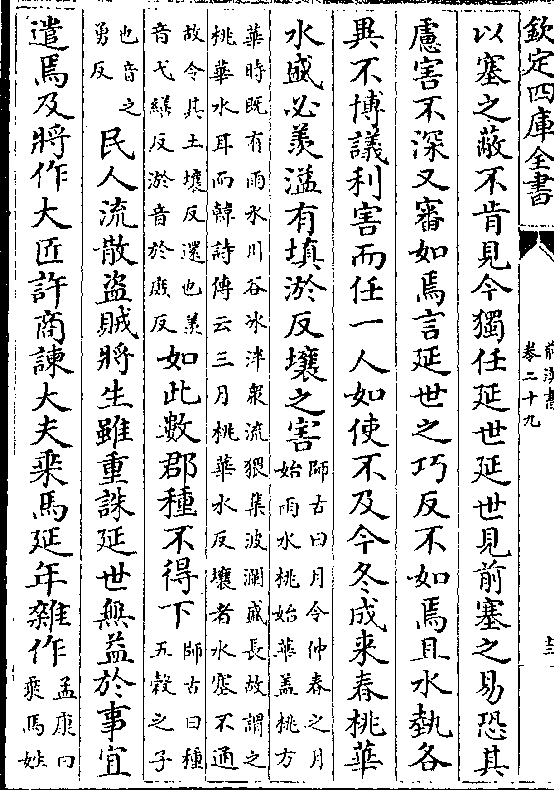 欽定四庫全書
前漢書
卷二十九
以塞之蔽不肯見今獨任延世延世見前塞之易恐其
慮害不深又審如焉言延世之巧反不如焉且水埶各
異不博議利害而任一人如使不及今冬成来春桃華
水盛必羨溢有填淤反壤之害師古曰月令仲春之月
始雨水桃始華蓋桃方
華時既有雨水川谷冰泮衆流猥集波瀾盛長故謂之
桃華水耳而韓詩傳云三月桃華水反壤者水塞不通
故令其土壤反還也羨
音弋繕反淤音於庶反如此數郡種不得下師古曰種
五穀之子
也音之
勇反民人流散盗賊將生雖重誅延世無益於事宜
遣焉及將作大匠許商諫大夫乗馬延年雜作孟康曰
乗馬姓